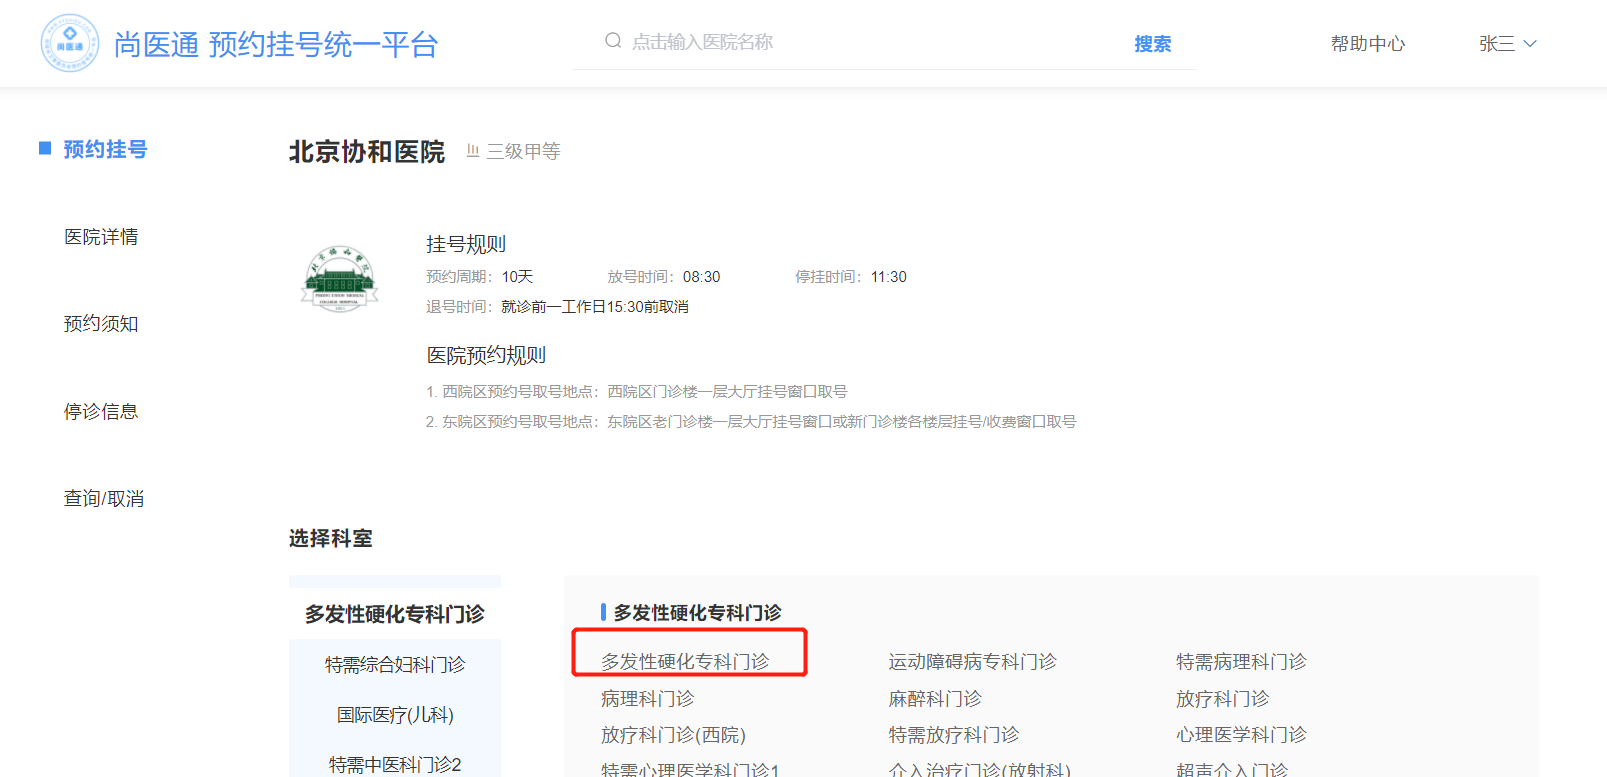 尚医通
尚医通 预约挂号统一平台
点击输入医院名称
搜索
帮助中心
张三
预约挂号
医院详情
预约须知
停诊信息
查询/取消
北京协和医院
三级甲等
北京协和医院
PEKING UNION MEDICAL
COLLEGE HOSPITAL
挂号规则
预约周期：10天 放号时间：08:30 停挂时间：11:30
退号时间：就诊前一工作日15:30前取消
医院预约规则
1. 西院区预约号取号地点：西院区门诊楼一层大厅挂号窗口取号
2. 东院区预约号取号地点：东院区老门诊楼一层大厅挂号窗口或新门诊楼各楼层挂号/收费窗口取号
选择科室
多发性硬化专科门诊
特需综合妇科门诊
国际医疗(儿科)
特需中医科门诊2
多发性硬化专科门诊
多发性硬化专科门诊 运动障碍病专科门诊 特需病理科门诊
病理科门诊 麻醉科门诊 放疗科门诊
放疗科门诊(西院) 特需放疗科门诊 心理医学科门诊
特需心理医学科门诊1 介入治疗门诊(放射科) 超声介入门诊